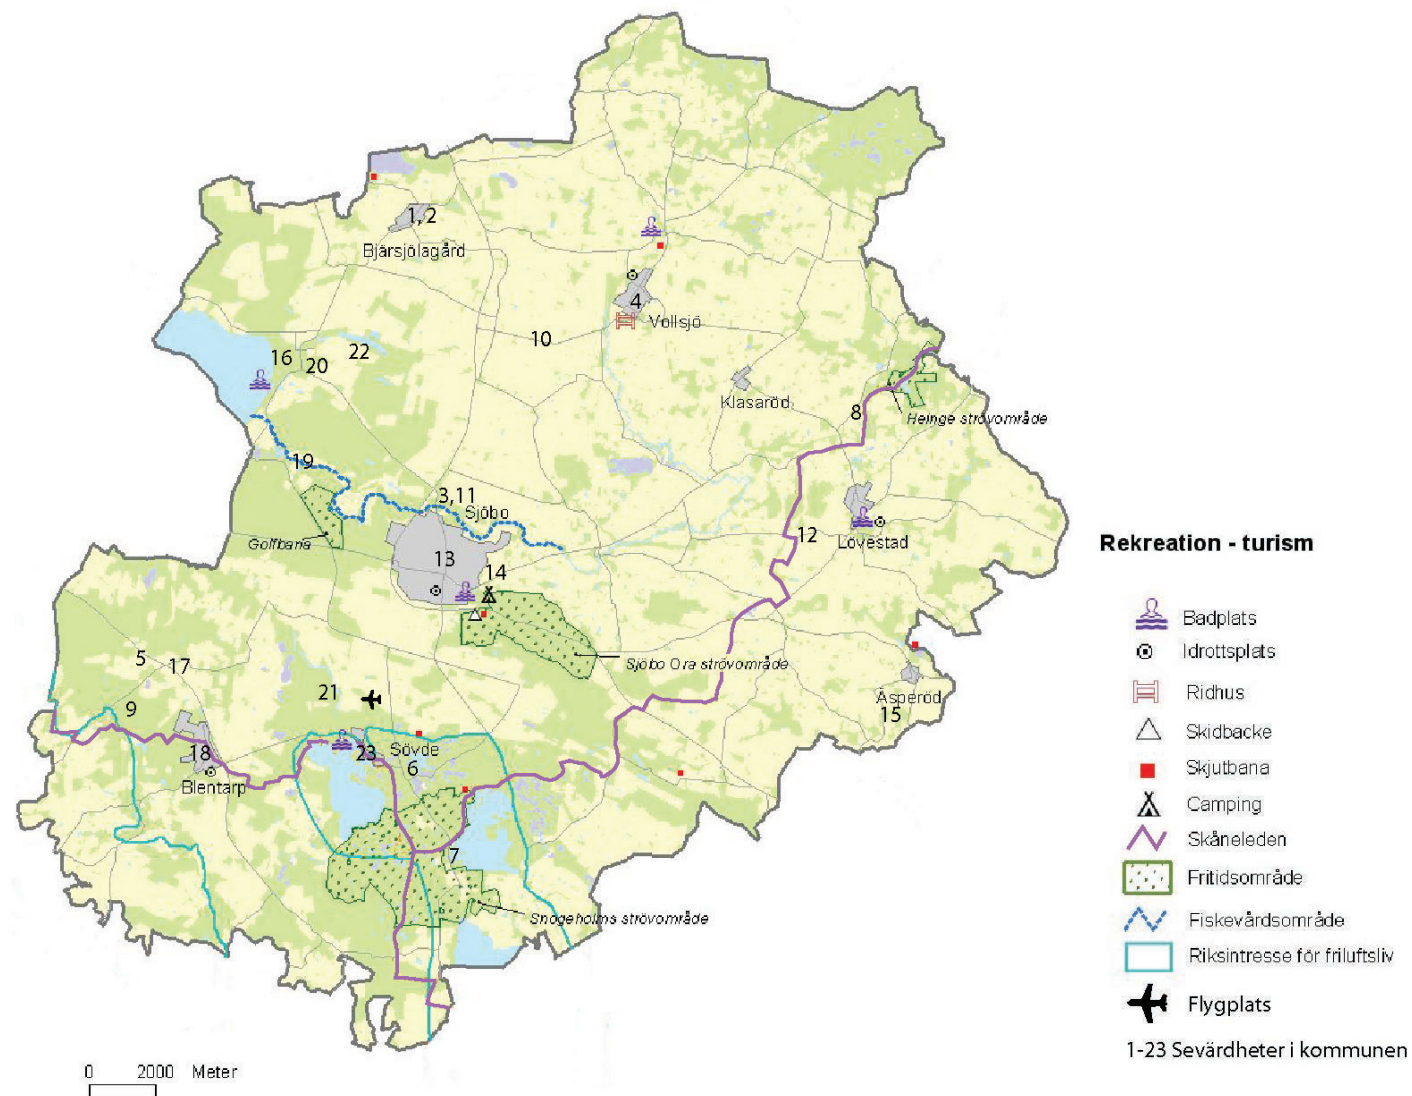 1, 2
Bjärsjölagård
4
Vollsjö
10
16
20
22
Klasaröd
8
Heinge strövområde
19
3,11
Sjöbo
Golfbana
13
14
12
Lövestad
Sjöbo Ora strövområde
5
17
21
9
Äsperöd
15
18
Blentarp
23
Sövde
6
7
Snogeholms strövområde
0 2000 Meter
Rekreation - turism
Badplats
Idrottsplats
Ridhus
Skidbacke
Skjutbana
Camping
Skåneleden
Fritidsområde
Fiskevårdsområde
Riksintresse för friluftsliv
Flygplats
1-23 Sevärdheter i kommunen